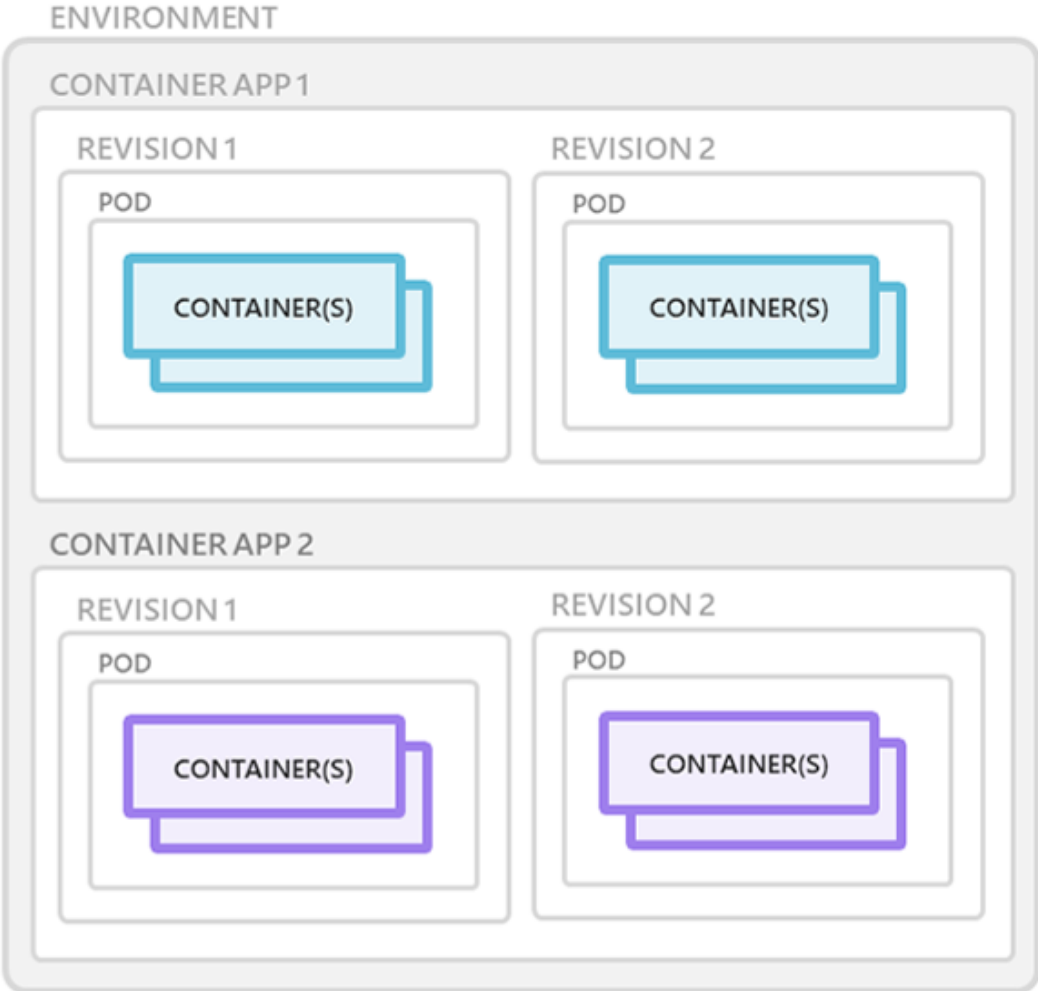 ENVIRONMENT
CONTAINER APP 1
REVISION 1
REVISION 2
POD
POD
CONTAINER(S)
CONTAINER(S)
CONTAINER APP 2
REVISION 1
REVISION 2
POD
POD
CONTAINER(S)
CONTAINER(S)